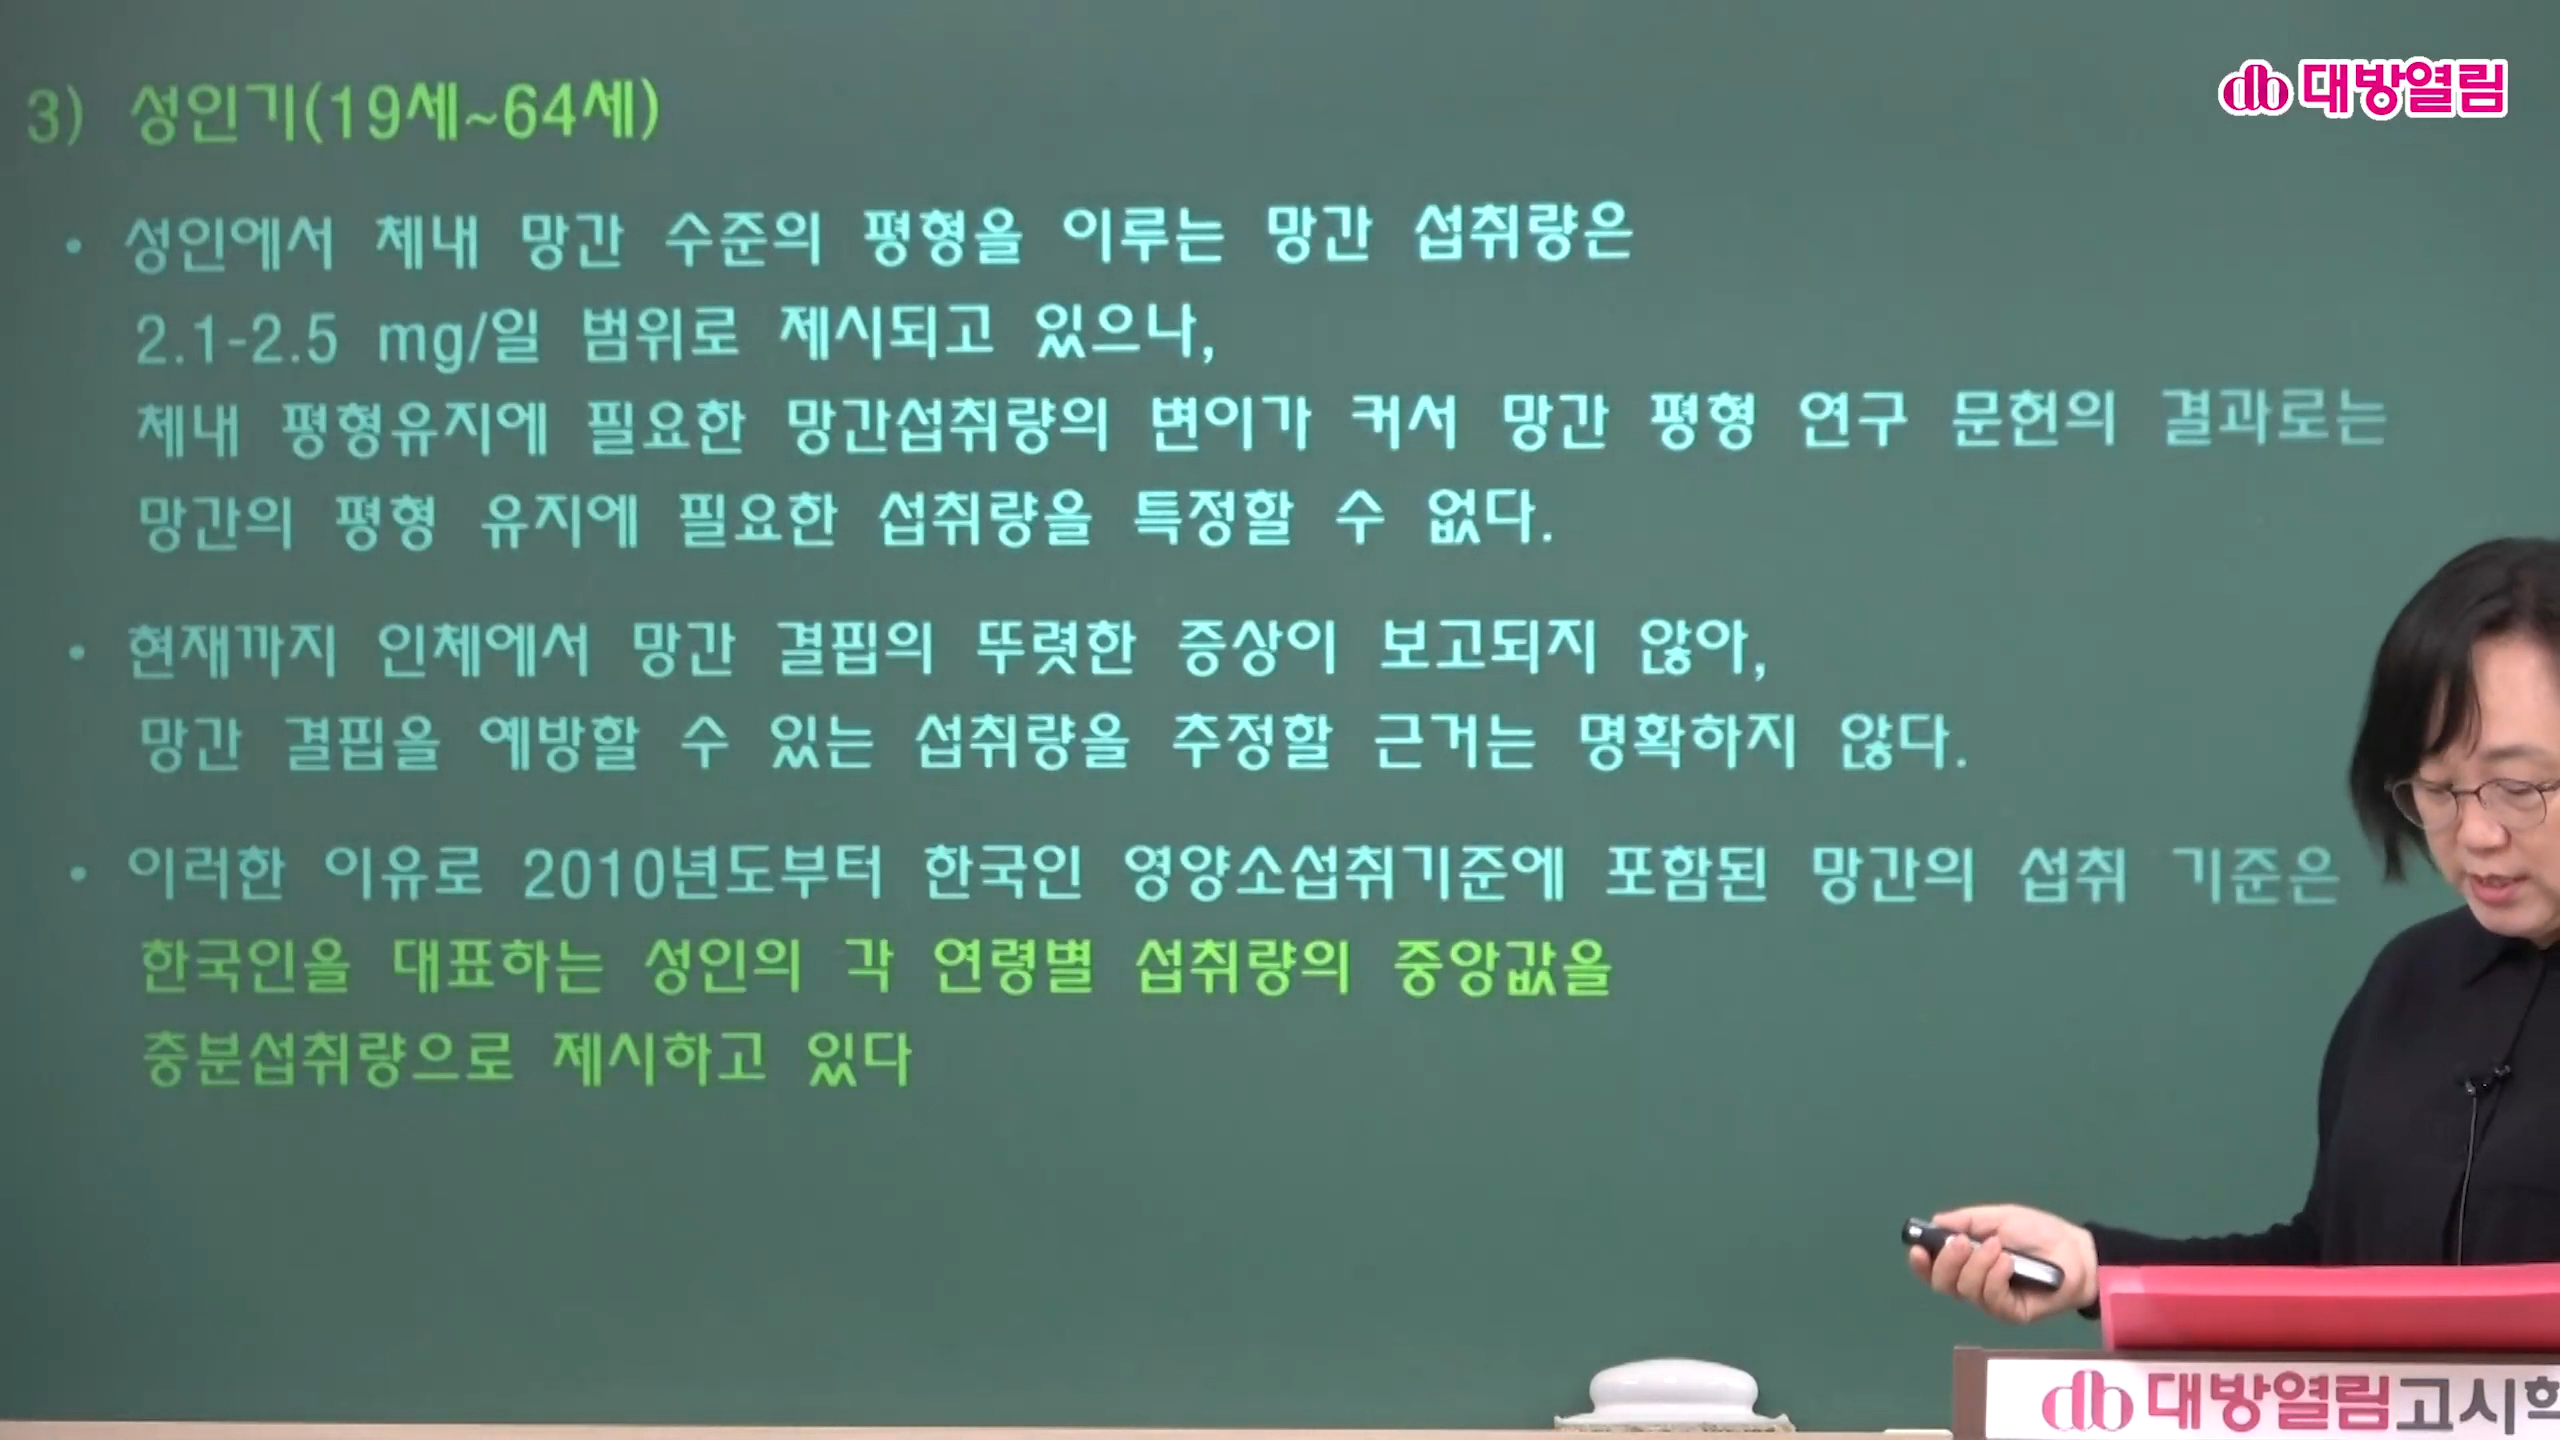 대방열림
3) 성인기(19세~64세)
• 성인에서 체내 망간 수준의 평형을 이루는 망간 섭취량은
2.1-2.5 mg/일 범위로 제시되고 있으나,
체내 평형유지에 필요한 망간섭취량의 변이가 커서 망간 평형 연구 문헌의 결과로는
망간의 평형 유지에 필요한 섭취량을 특정할 수 없다.
• 현재까지 인체에서 망간 결핍의 뚜렷한 증상이 보고되지 않아,
망간 결핍을 예방할 수 있는 섭취량을 추정할 근거는 명확하지 않다.
• 이러한 이유로 2010년도부터 한국인 영양소섭취기준에 포함된 망간의 섭취 기준은
한국인을 대표하는 성인의 각 연령별 섭취량의 중앙값을
충분섭취량으로 제시하고 있다
대방열림고시